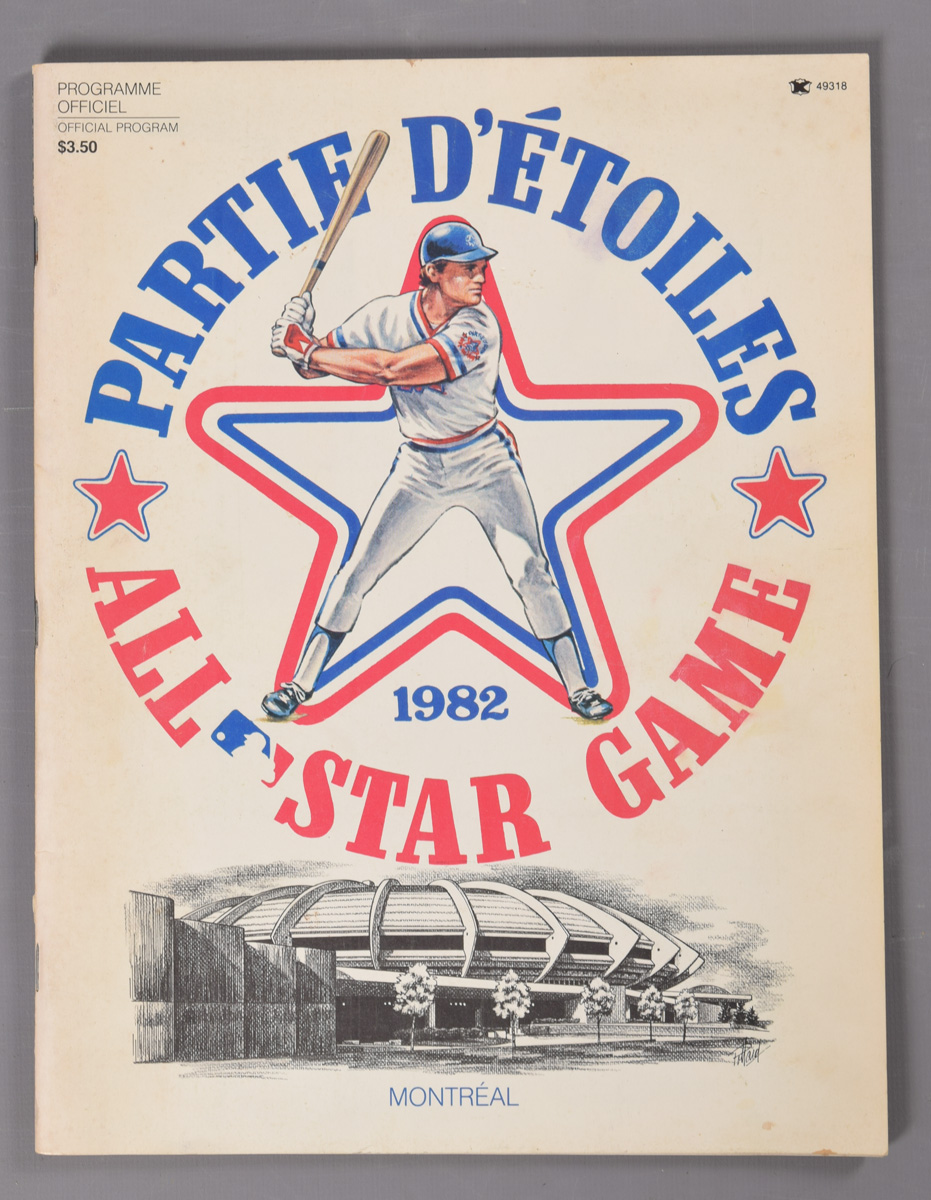 PROGRAMME
OFFICIEL
OFFICIAL PROGRAM
$3.50
49318
PARTIE D'ÉTOILES
1982
ALL STAR GAME
MONTRÉAL